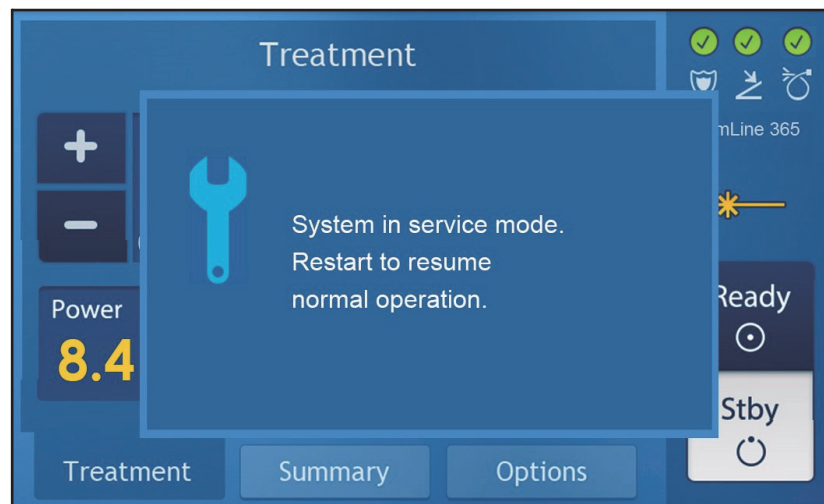 Treatment
mLine 365
System in service mode.
Restart to resume
normal operation.
Power
8.4
Ready
Stby
Treatment
Summary
Options